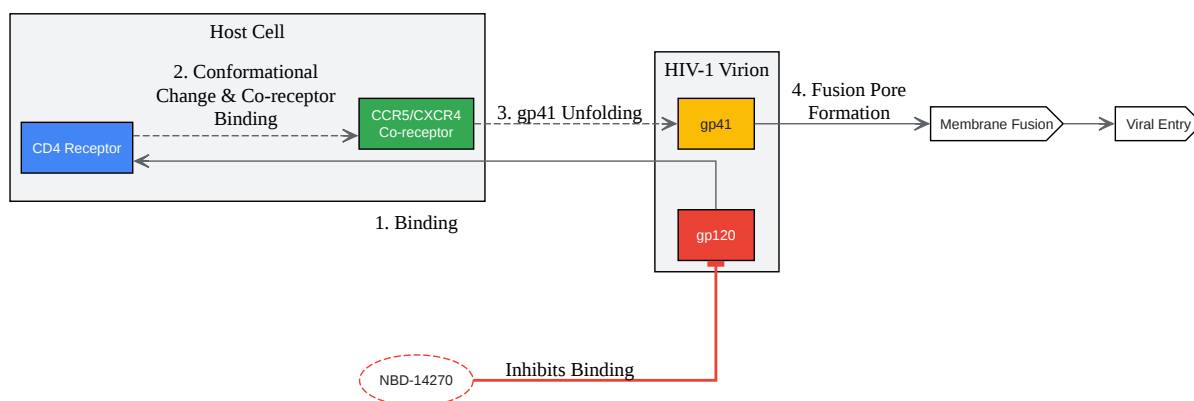 Host Cell
2. Conformational
Change & Co-receptor
Binding
CD4 Receptor
CCR5/CXCR4
Co-receptor
3. gp41 Unfolding
HIV-1 Virion
gp41
4. Fusion Pore
Formation
Membrane Fusion
Viral Entry
1. Binding
gp120
NBD-14270
Inhibits Binding